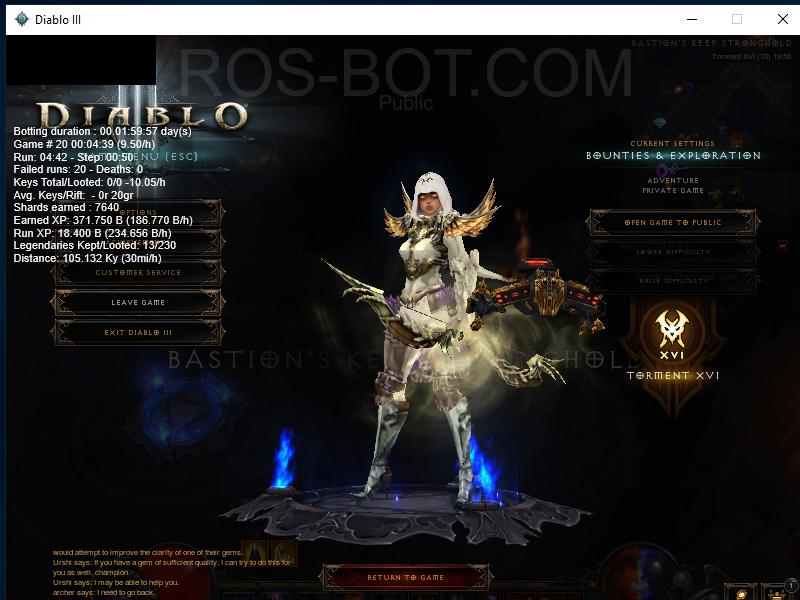 Diablo III
BASTION'S KEEP STRONGHOLD
ROS-BOT.COM
Torment XVI (70) 19:56
Public
DIABLO
Botting duration : 00.01:59:57 day(s)
Game # 20 00:04:39 (9.50/h)
MENU (ESC)
Run: 04:42 - Step: 00:50
Failed runs: 20 - Deaths: 0
Keys Total/Looted: 0/0 -10.05/h
Avg. Keys/Rift: - 0r 20gr
Shards earned : 7640
OPTIONS
Earned XP: 371.750 B (186.770 B/h)
Run XP: 18.400 B (234.656 B/h)
Legendaries Kept/Looted: 13/230
Distance: 105.132 Ky (30mi/h)
CUSTOMER SERVICE
LEAVE GAME
EXIT DIABLO III
CURRENT SETTINGS
BOUNTIES & EXPLORATION
ADVENTURE
PRIVATE GAME
OPEN GAME TO PUBLIC
LOWER DIFFICULTY
RAISE DIFFICULTY
XVI
TORMENT XVI
BASTION'S KEEP STRONGHOLD
would attempt to improve the clarity of one of their gems.
Urshi says: If you have a gem of sufficient quality, I can try to do this for
you as well, champion.
Urshi says: I may be able to help you.
archer says: I need to go back.
RETURN TO GAME
1